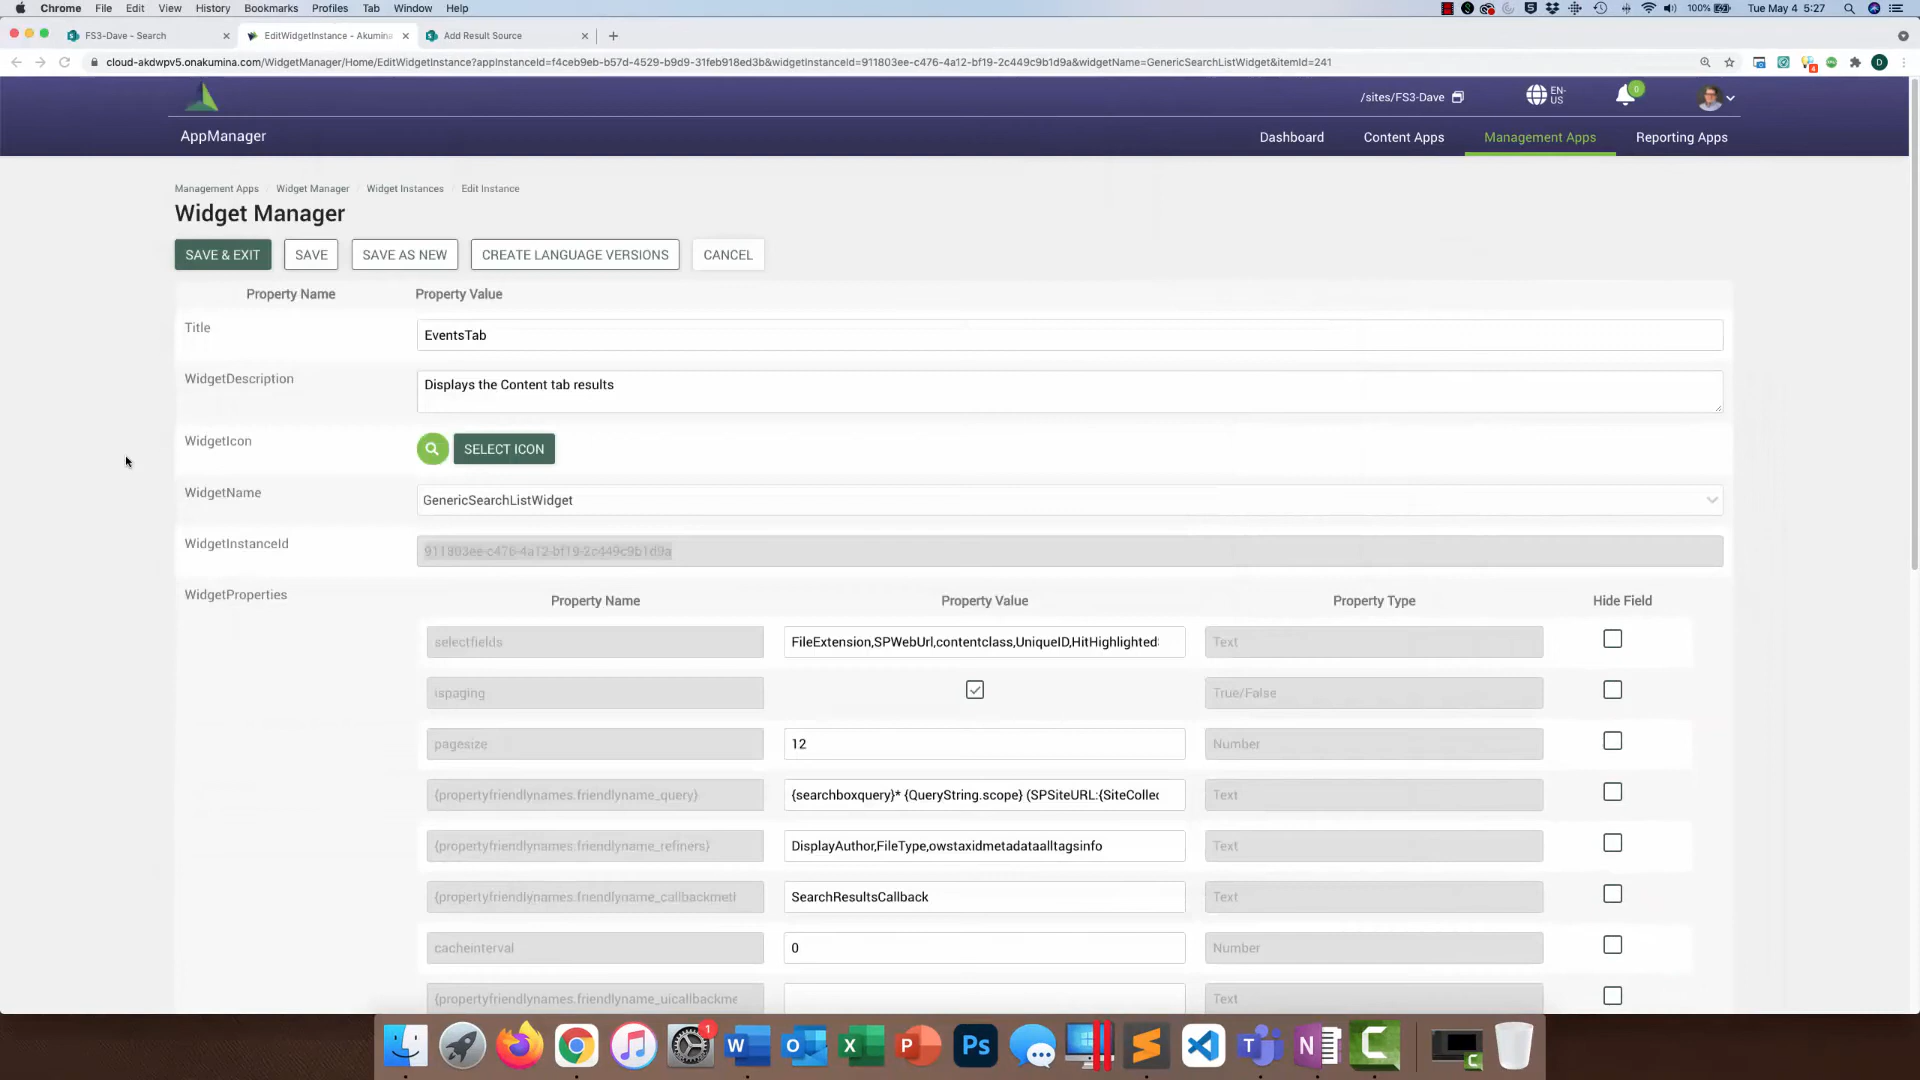 Chrome File Edit View History Bookmarks Profiles Tab Window Help 100% Tue May 4 5:27
FS3-Dave - Search EditWidgetInstance - Akumina Add Result Source
cloud-akdwpv5.onakumina.com/WidgetManager/Home/EditWidgetInstance?appInstanceId=f4ceb9eb-b57d-4529-b9d9-31feb918ed3b&widgetInstanceId=911803ee-c476-4a12-bf19-2c449c9b1d9a&widgetName=GenericSearchListWidget&itemId=241
/sites/FS3-Dave EN-US 0
AppManager Dashboard Content Apps Management Apps Reporting Apps
Management Apps Widget Manager Widget Instances Edit Instance
Widget Manager
SAVE & EXIT SAVE SAVE AS NEW CREATE LANGUAGE VERSIONS CANCEL
Property Name Property Value
Title EventsTab
WidgetDescription Displays the Content tab results
WidgetIcon SELECT ICON
WidgetName GenericSearchListWidget
WidgetInstanceId 911803ee-c476-4a12-bf19-2c449c9b1d9a
WidgetProperties Property Name Property Value Property Type Hide Field
selectfields FileExtension,SPWebUrl,contentclass,UniqueID,HitHighlighted Text
ispaging True/False
pagesize 12 Number
{propertyfriendlynames.friendlyname_query} {searchboxquery}* {QueryString.scope} (SPSiteURL:{SiteCollec Text
{propertyfriendlynames.friendlyname_refiners} DisplayAuthor,FileType,owstaxidmetadataalltagsinfo Text
{propertyfriendlynames.friendlyname_callbackmeti SearchResultsCallback Text
cacheinterval 0 Number
{propertyfriendlynames.friendlyname_uicallbackme Text
1 W O X P Ps T N C